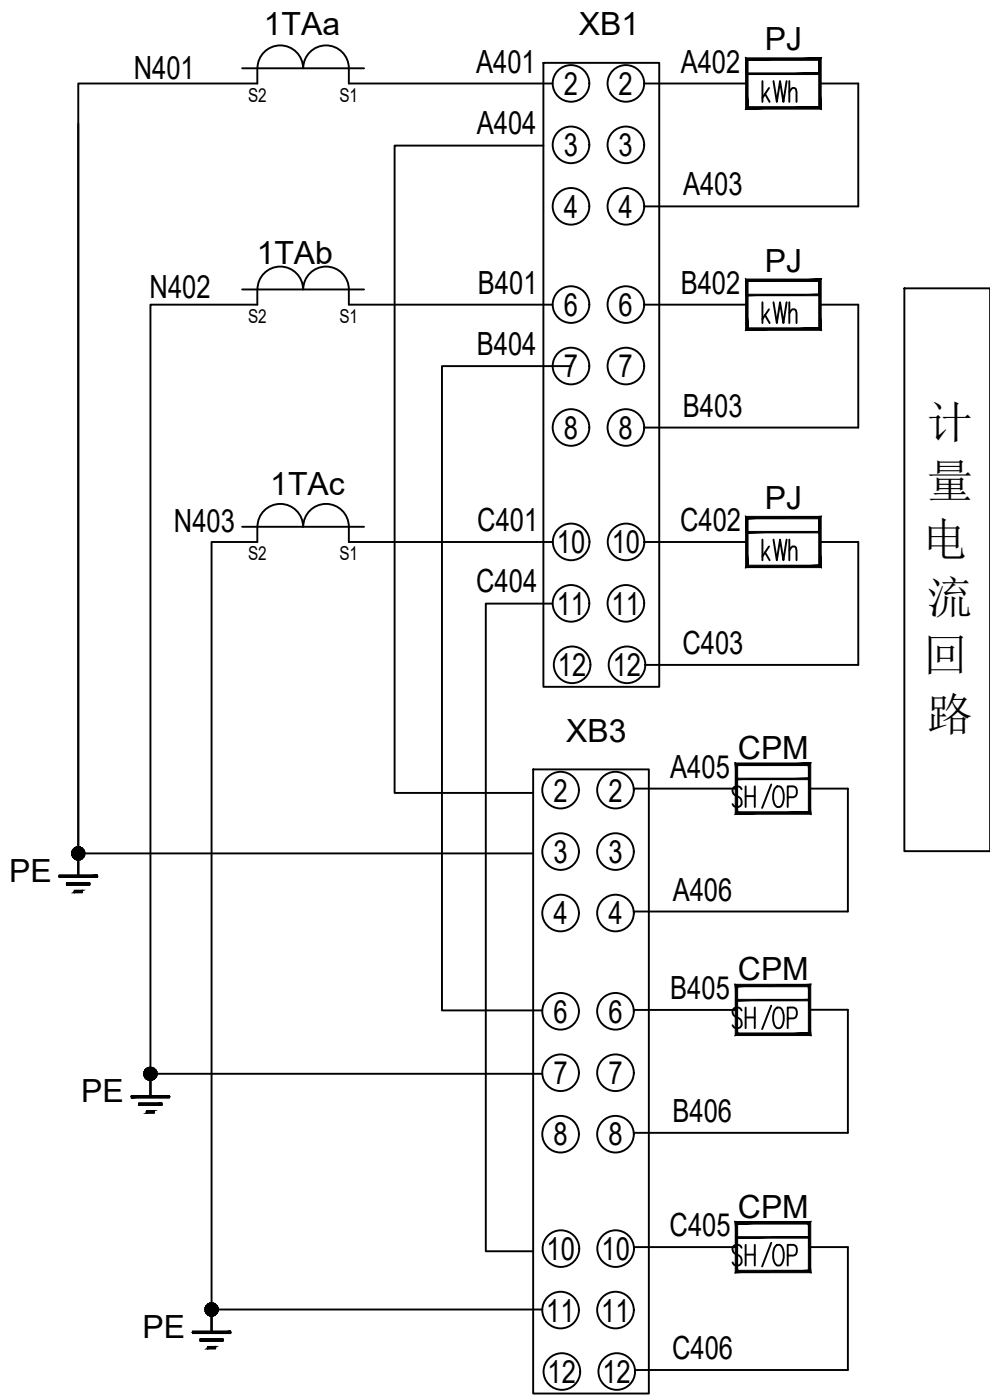 1TAa
XB1
PJ
N401
A401
A402
② ②
kWh
S2 S1
A404
③ ③
A403
④ ④
1TAb
PJ
N402
B401
B402
⑥ ⑥
kWh
S2 S1
B404
⑦ ⑦
B403
⑧ ⑧
1TAc
PJ
N403
C401
C402
⑩ ⑩
kWh
S2 S1
C404
⑪ ⑪
C403
⑫ ⑫
计
量
电
流
回
路
XB3
CPM
A405
② ②
SH/OP
③ ③
PE
A406
④ ④
CPM
B405
⑥ ⑥
SH/OP
⑦ ⑦
PE
B406
⑧ ⑧
CPM
C405
⑩ ⑩
SH/OP
⑪ ⑪
PE
C406
⑫ ⑫